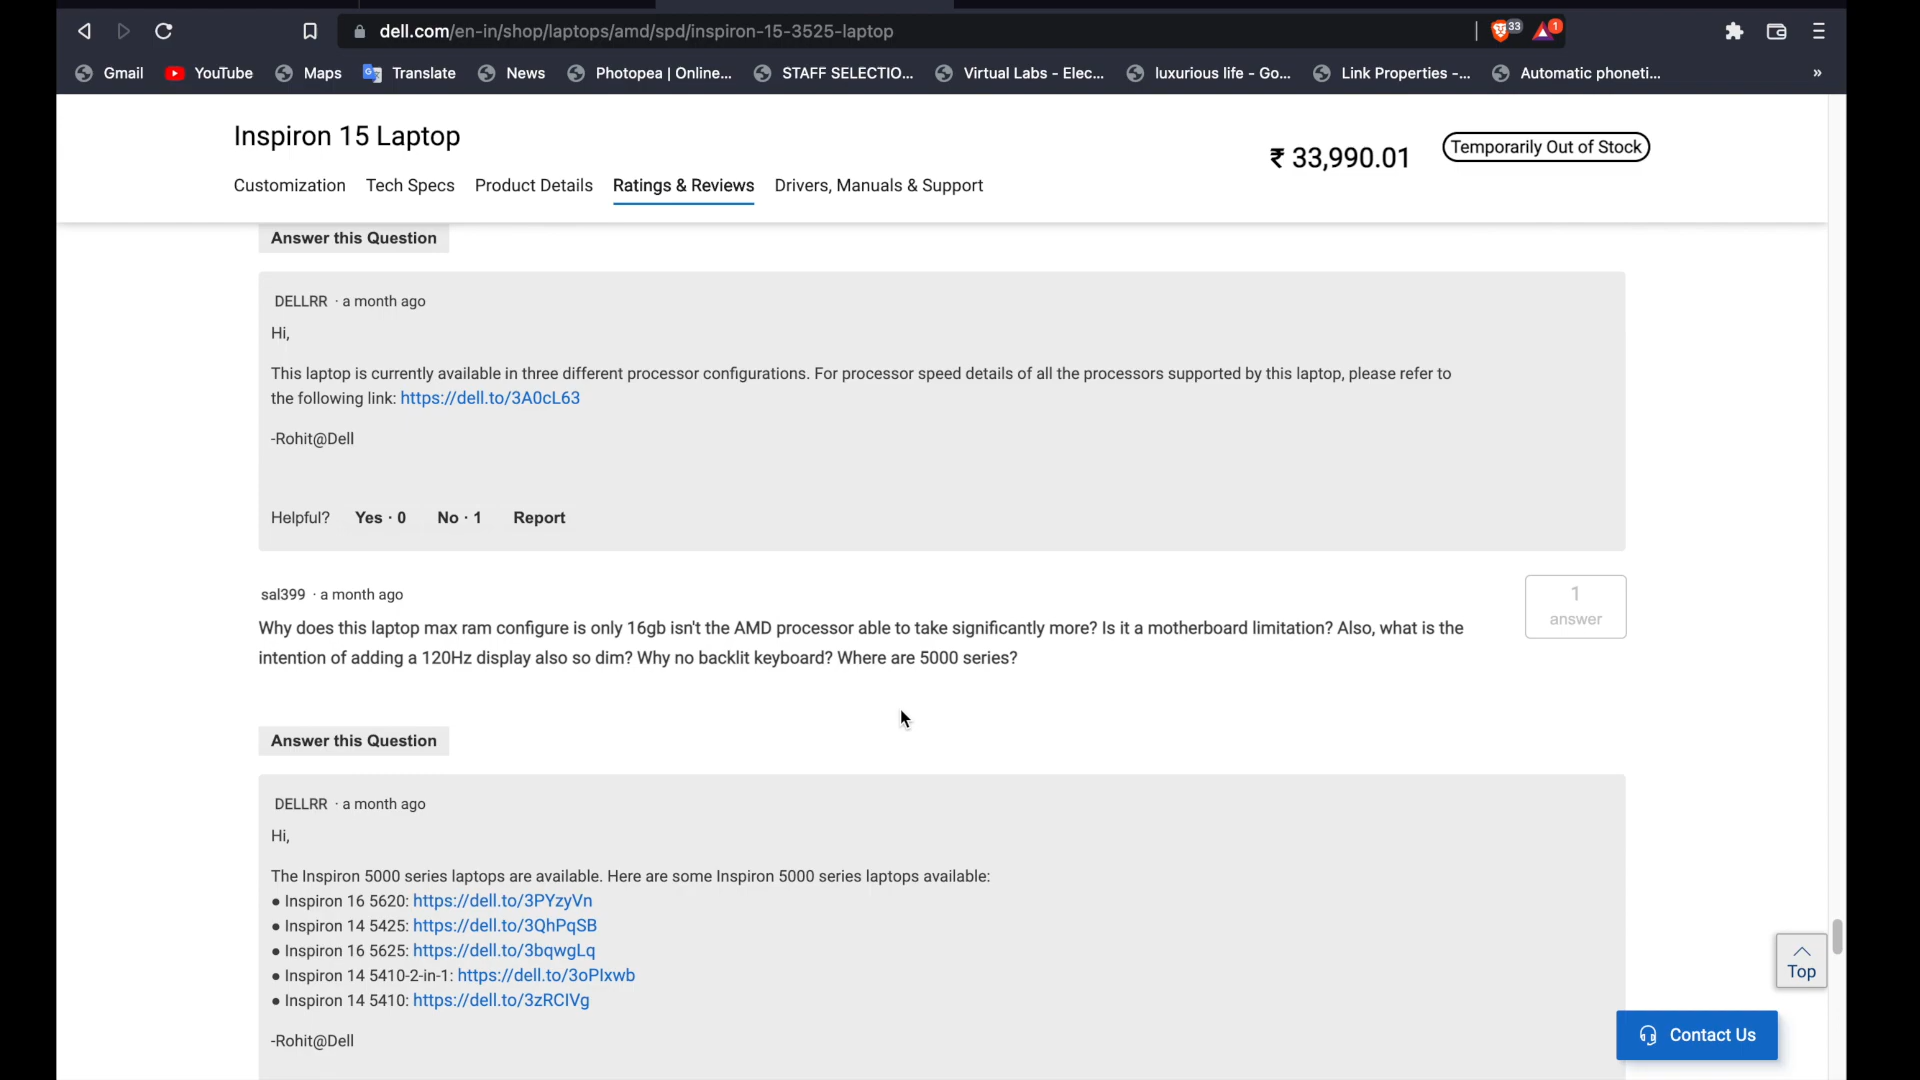 dell.com/en-in/shop/laptops/amd/spd/inspiron-15-3525-laptop
33
1
Gmail
YouTube
Maps
Translate
News
Photopea | Online...
STAFF SELECTIO...
Virtual Labs - Elec...
luxurious life - Go...
Link Properties -...
Automatic phoneti...
»
Inspiron 15 Laptop
₹ 33,990.01
Temporarily Out of Stock
Customization
Tech Specs
Product Details
Ratings & Reviews
Drivers, Manuals & Support
Answer this Question
DELLRR · a month ago
Hi,
This laptop is currently available in three different processor configurations. For processor speed details of all the processors supported by this laptop, please refer to
the following link: https://dell.to/3A0cL63
-Rohit@Dell
Helpful? Yes · 0 No · 1 Report
sal399 · a month ago
1
answer
Why does this laptop max ram configure is only 16gb isn't the AMD processor able to take significantly more? Is it a motherboard limitation? Also, what is the
intention of adding a 120Hz display also so dim? Why no backlit keyboard? Where are 5000 series?
Answer this Question
DELLRR · a month ago
Hi,
The Inspiron 5000 series laptops are available. Here are some Inspiron 5000 series laptops available:
● Inspiron 16 5620: https://dell.to/3PYzyVn
● Inspiron 14 5425: https://dell.to/3QhPqSB
● Inspiron 16 5625: https://dell.to/3bqwgLq
● Inspiron 14 5410-2-in-1: https://dell.to/3oPIxwb
● Inspiron 14 5410: https://dell.to/3zRCIVg
-Rohit@Dell
Top
Contact Us